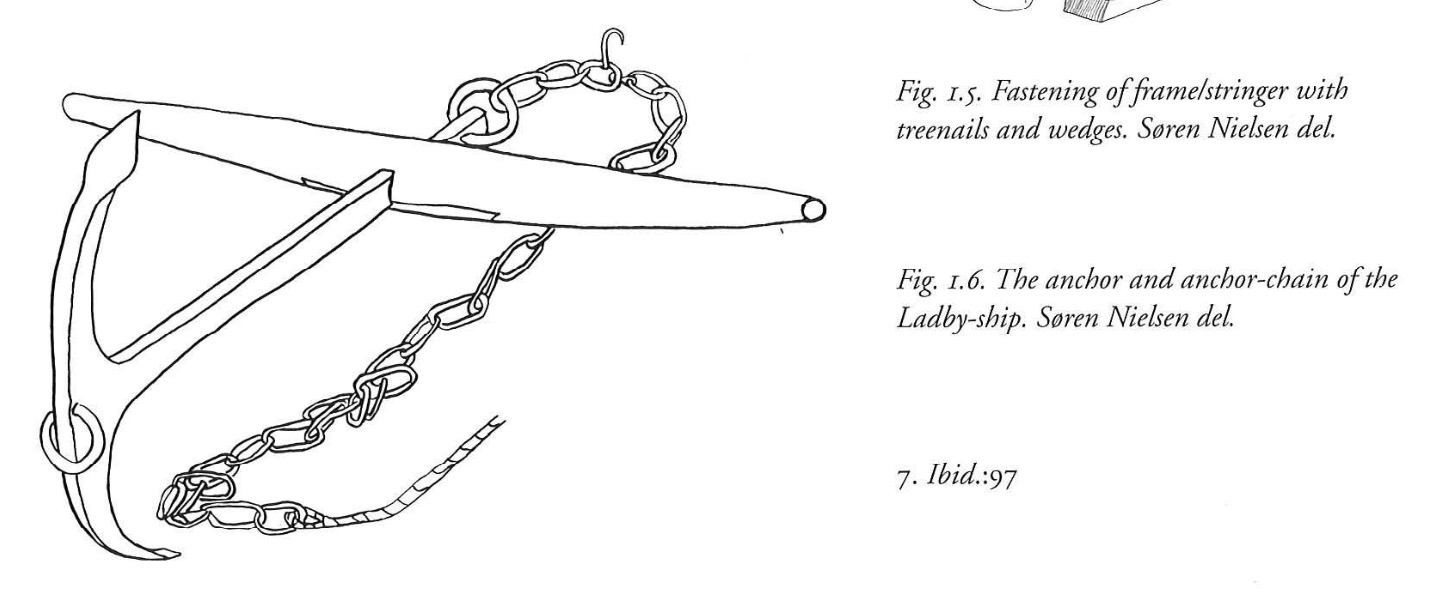 Fig. 1.5. Fastening of frame/stringer with
treenails and wedges. Søren Nielsen del.
Fig. 1.6. The anchor and anchor-chain of the
Ladby-ship. Søren Nielsen del.
7. Ibid.:97